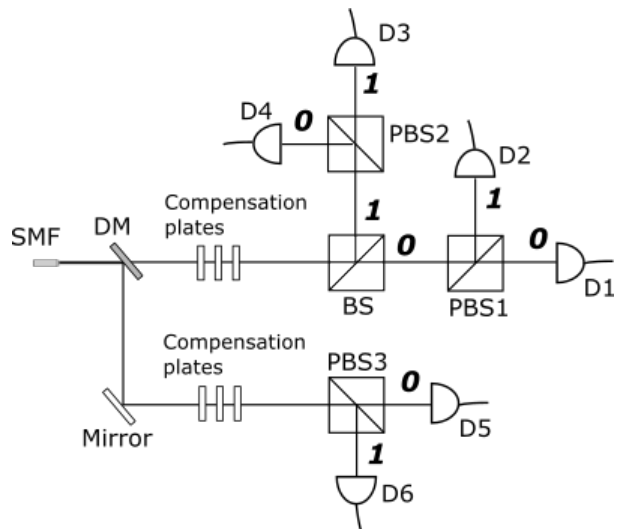 D3
1
0
D4
PBS2
D2
Compensation
plates
1
1
SMF
DM
0
0
BS
PBS1
D1
Compensation
plates
PBS3
0
Mirror
D5
1
D6